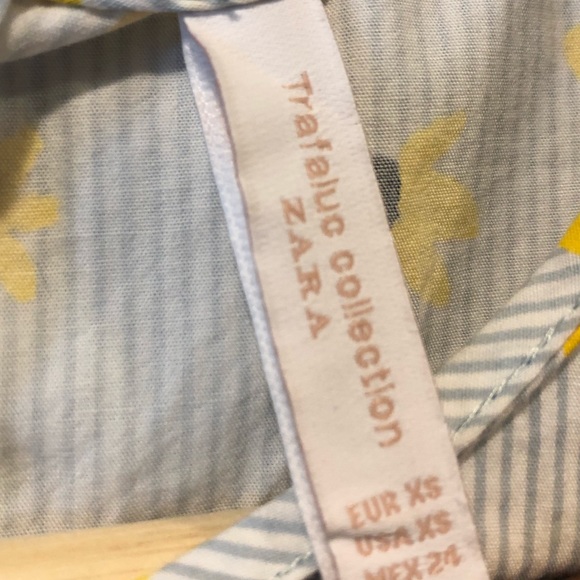 Trafaluc collection
ZARA
EUR XS
USA XS
MEX 24